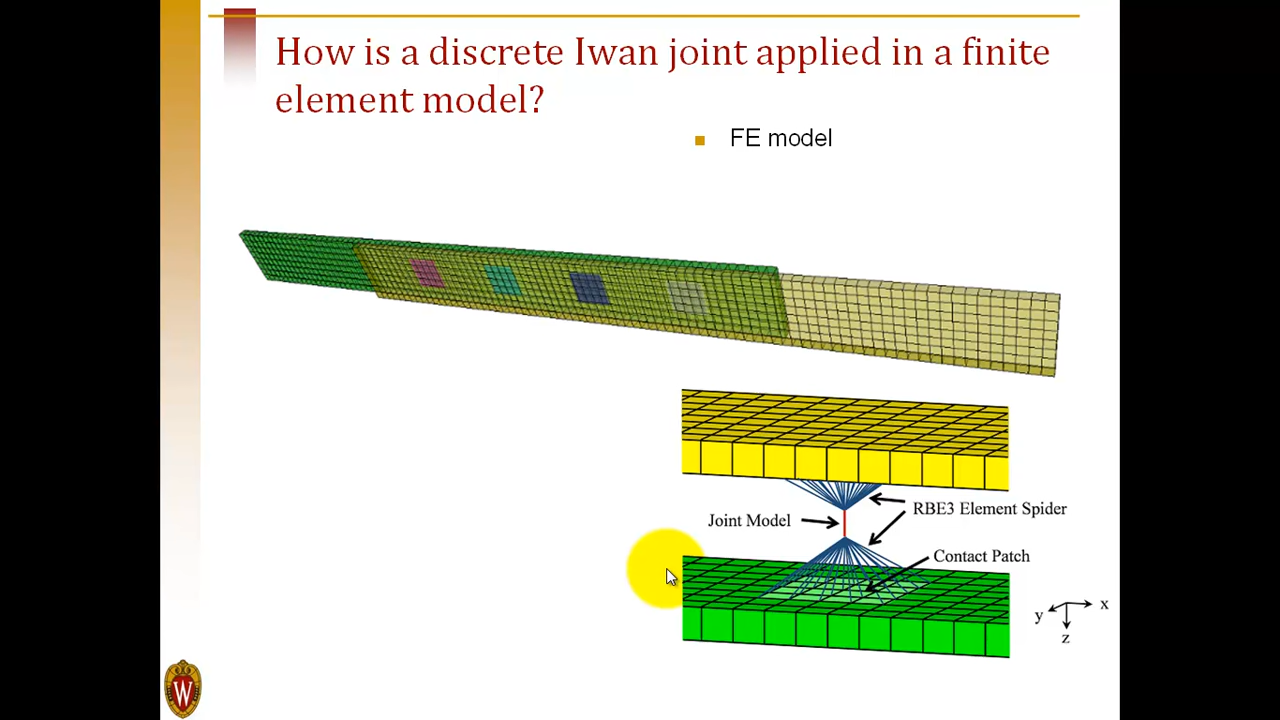 How is a discrete Iwan joint applied in a finite
element model?
FE model
Joint Model
RBE3 Element Spider
Contact Patch
x
y
z
W